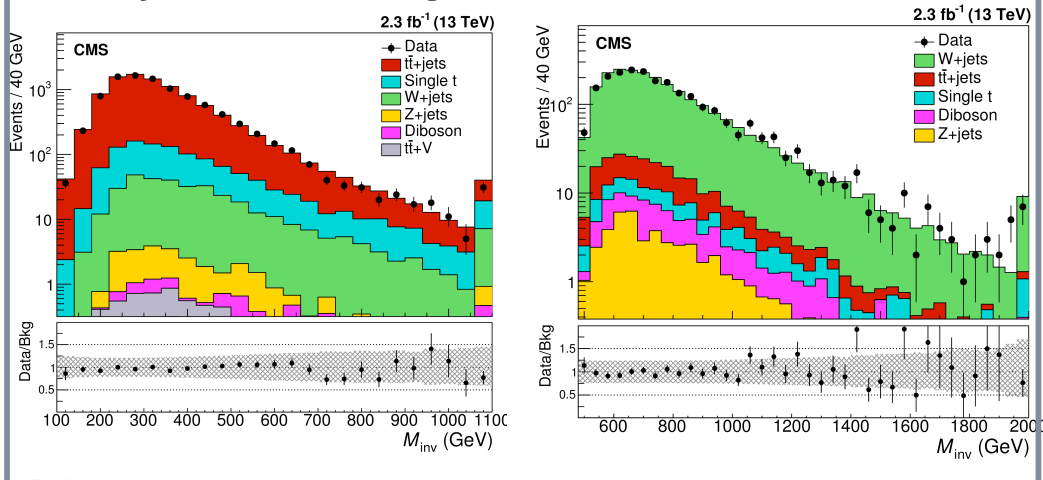 2.3 fb⁻¹ (13 TeV)
CMS
Events / 40 GeV
Data
tt̄+jets
Single t
W+jets
Z+jets
Diboson
tt̄+V
10³
10²
10
1
Data/Bkg
1.5
1
0.5
100 200 300 400 500 600 700 800 900 1000 1100
M_inv (GeV)
2.3 fb⁻¹ (13 TeV)
CMS
Events / 40 GeV
Data
W+jets
tt̄+jets
Single t
Diboson
Z+jets
10²
10
1
Data/Bkg
1.5
1
0.5
600 800 1000 1200 1400 1600 1800 2000
M_inv (GeV)